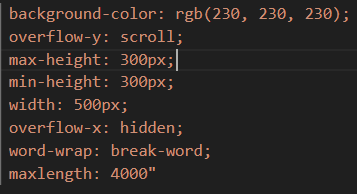 background-color: rgb(230, 230, 230);
overflow-y: scroll;
max-height: 300px;
min-height: 300px;
width: 500px;
overflow-x: hidden;
word-wrap: break-word;
maxlength: 4000"